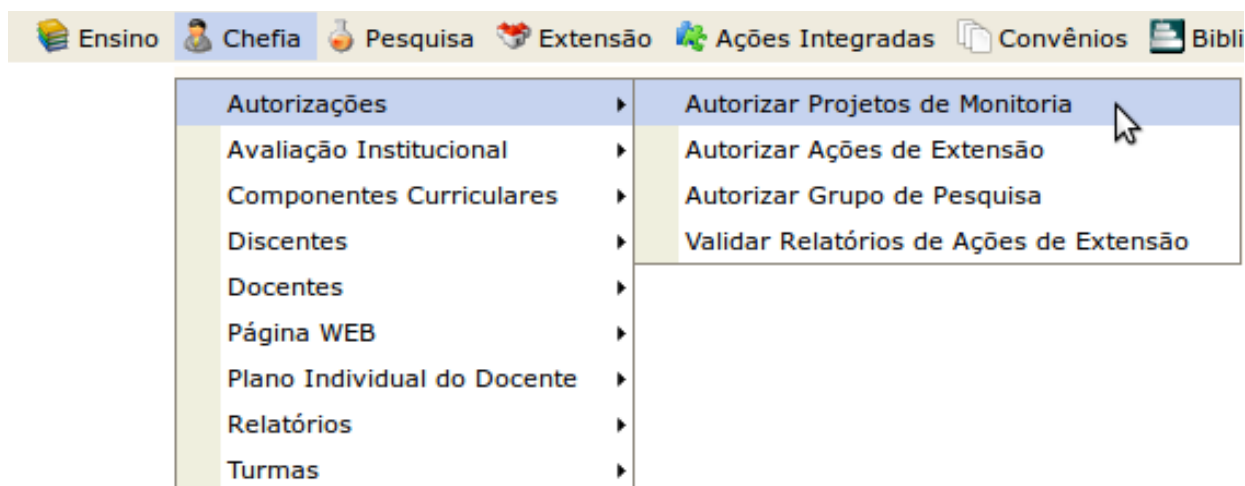 Ensino Chefia Pesquisa Extensão Ações Integradas Convênios Bibli
Autorizações Autorizar Projetos de Monitoria
Avaliação Institucional Autorizar Ações de Extensão
Componentes Curriculares Autorizar Grupo de Pesquisa
Discentes Validar Relatórios de Ações de Extensão
Docentes
Página WEB
Plano Individual do Docente
Relatórios
Turmas